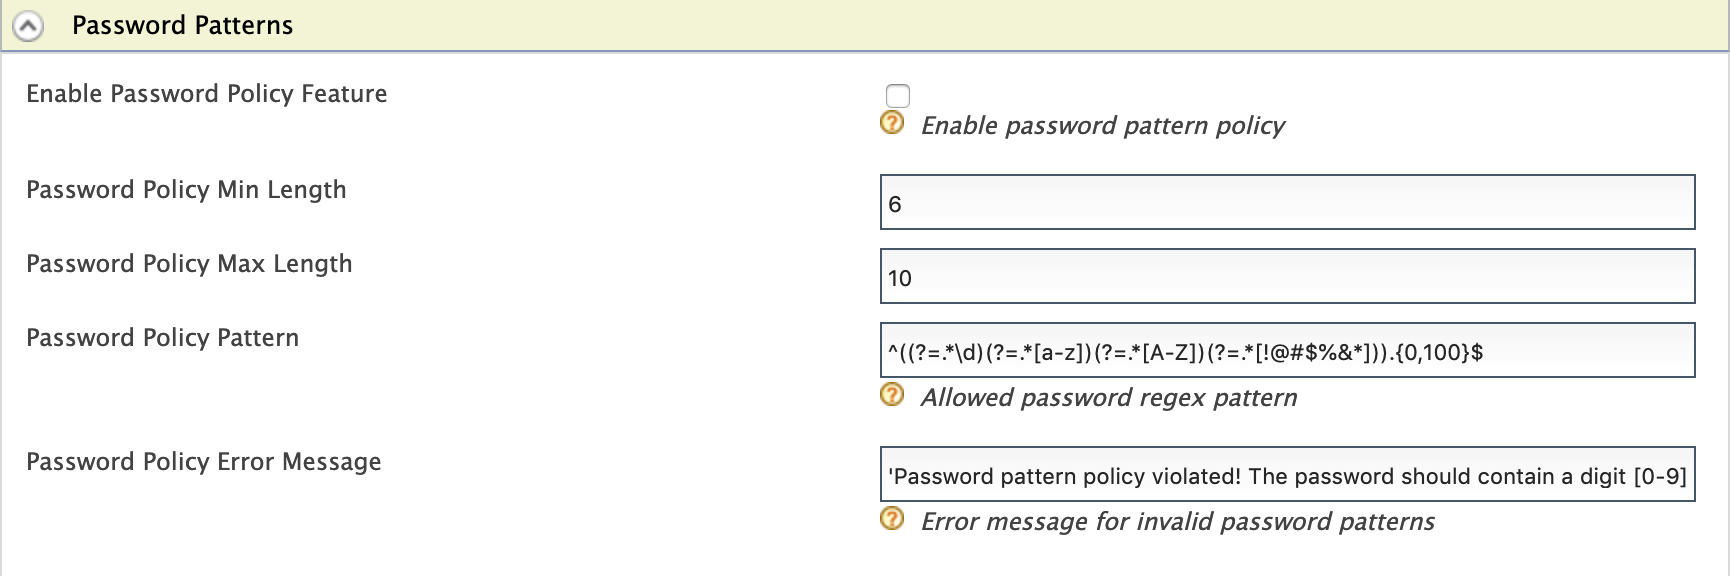 Password Patterns
Enable Password Policy Feature
? Enable password pattern policy
Password Policy Min Length
6
Password Policy Max Length
10
Password Policy Pattern
^((?=.*\d)(?=.*[a-z])(?=.*[A-Z])(?=.*[!@#$%&*])).{0,100}$
? Allowed password regex pattern
Password Policy Error Message
'Password pattern policy violated! The password should contain a digit [0-9]
? Error message for invalid password patterns